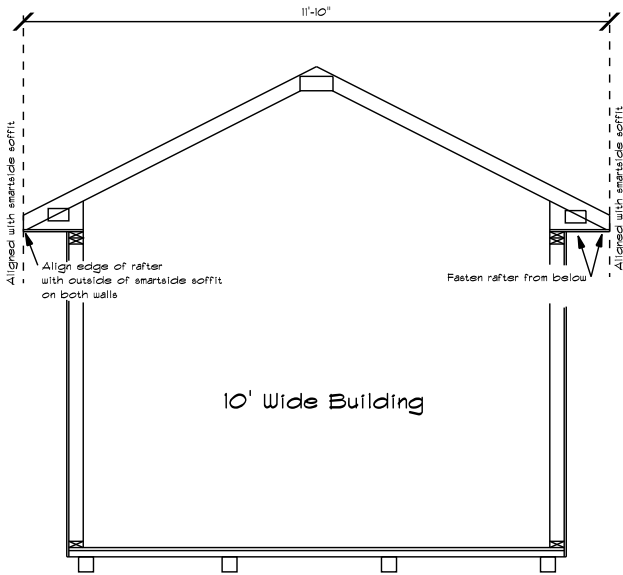 11'-10"
Aligned with smartside soffit
Aligned with smartside soffit
Align edge of rafter
with outside of smartside soffit
on both walls
Fasten rafter from below
10' Wide Building